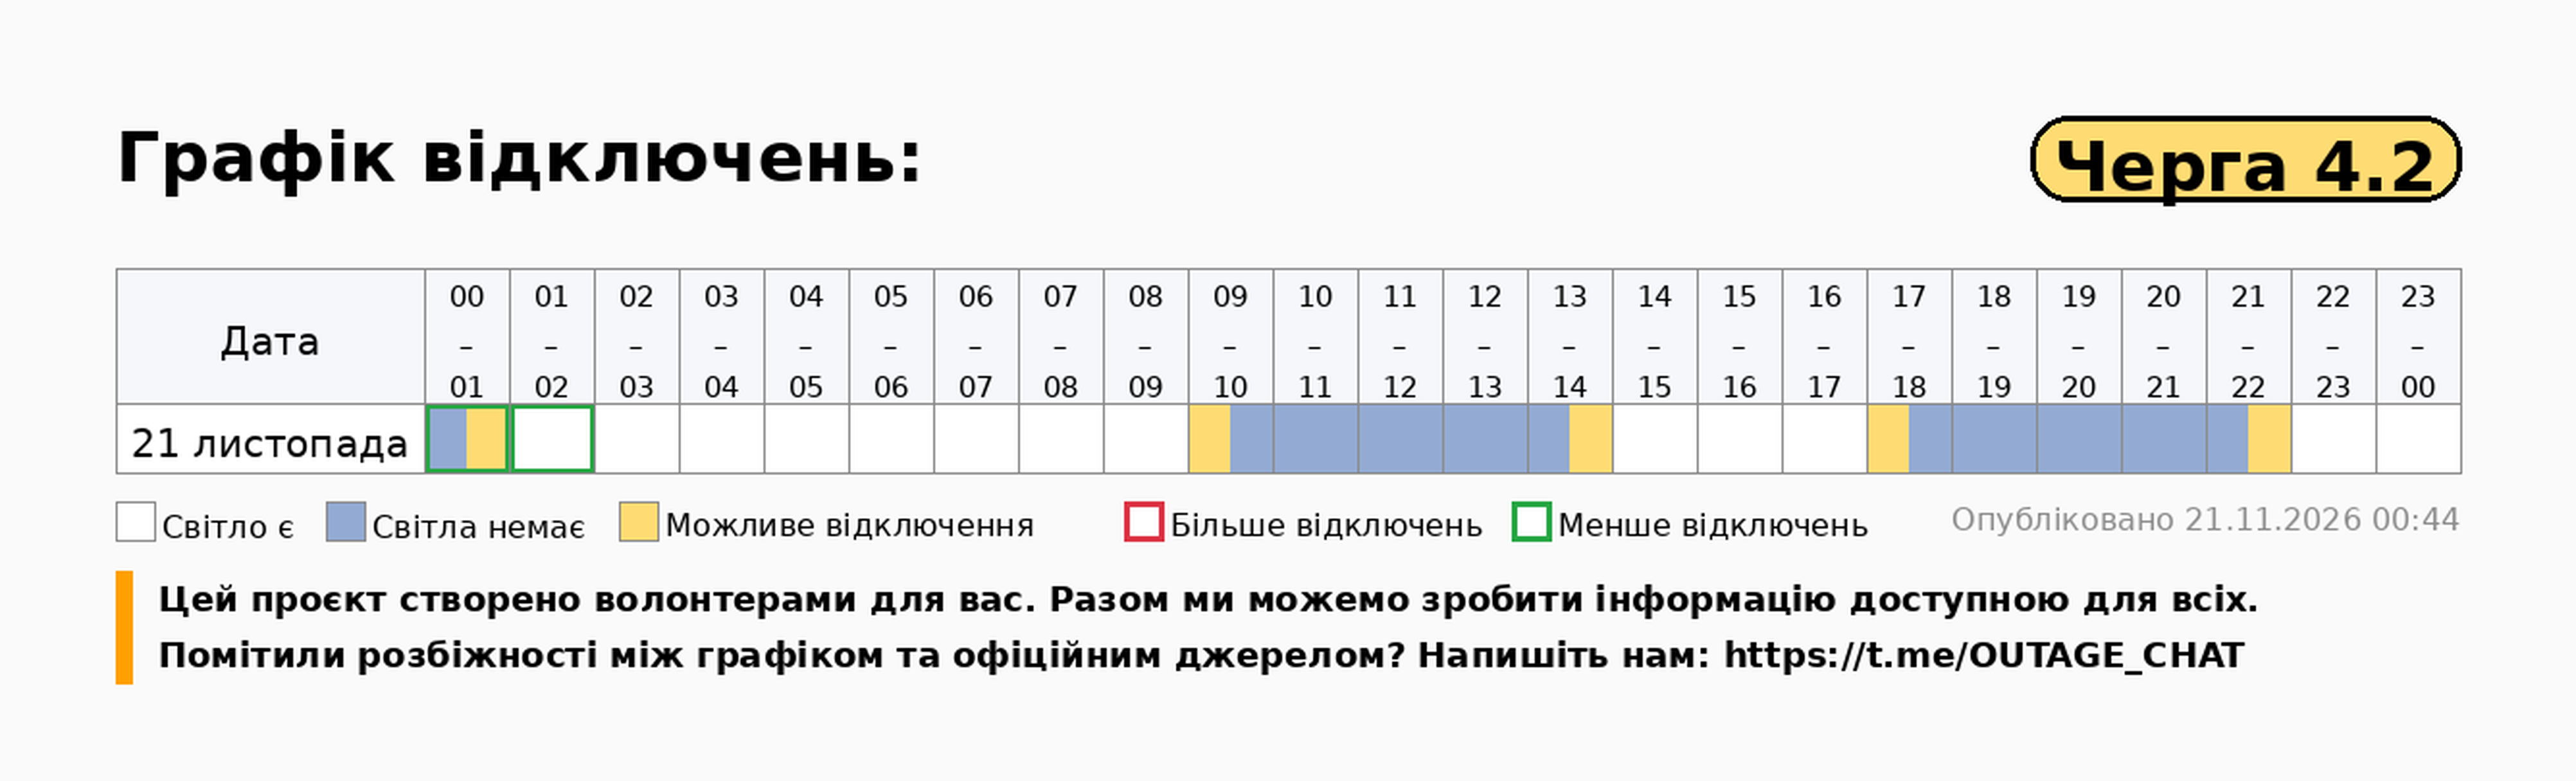 Графік відключень:
Черга 4.2
Дата
00 – 01
01 – 02
02 – 03
03 – 04
04 – 05
05 – 06
06 – 07
07 – 08
08 – 09
09 – 10
10 – 11
11 – 12
12 – 13
13 – 14
14 – 15
15 – 16
16 – 17
17 – 18
18 – 19
19 – 20
20 – 21
21 – 22
22 – 23
23 – 00
21 листопада
Світло є
Світла немає
Можливе відключення
Більше відключень
Менше відключень
Опубліковано 21.11.2026 00:44
Цей проєкт створено волонтерами для вас. Разом ми можемо зробити інформацію доступною для всіх.
Помітили розбіжності між графіком та офіційним джерелом? Напишіть нам: https://t.me/OUTAGE_CHAT